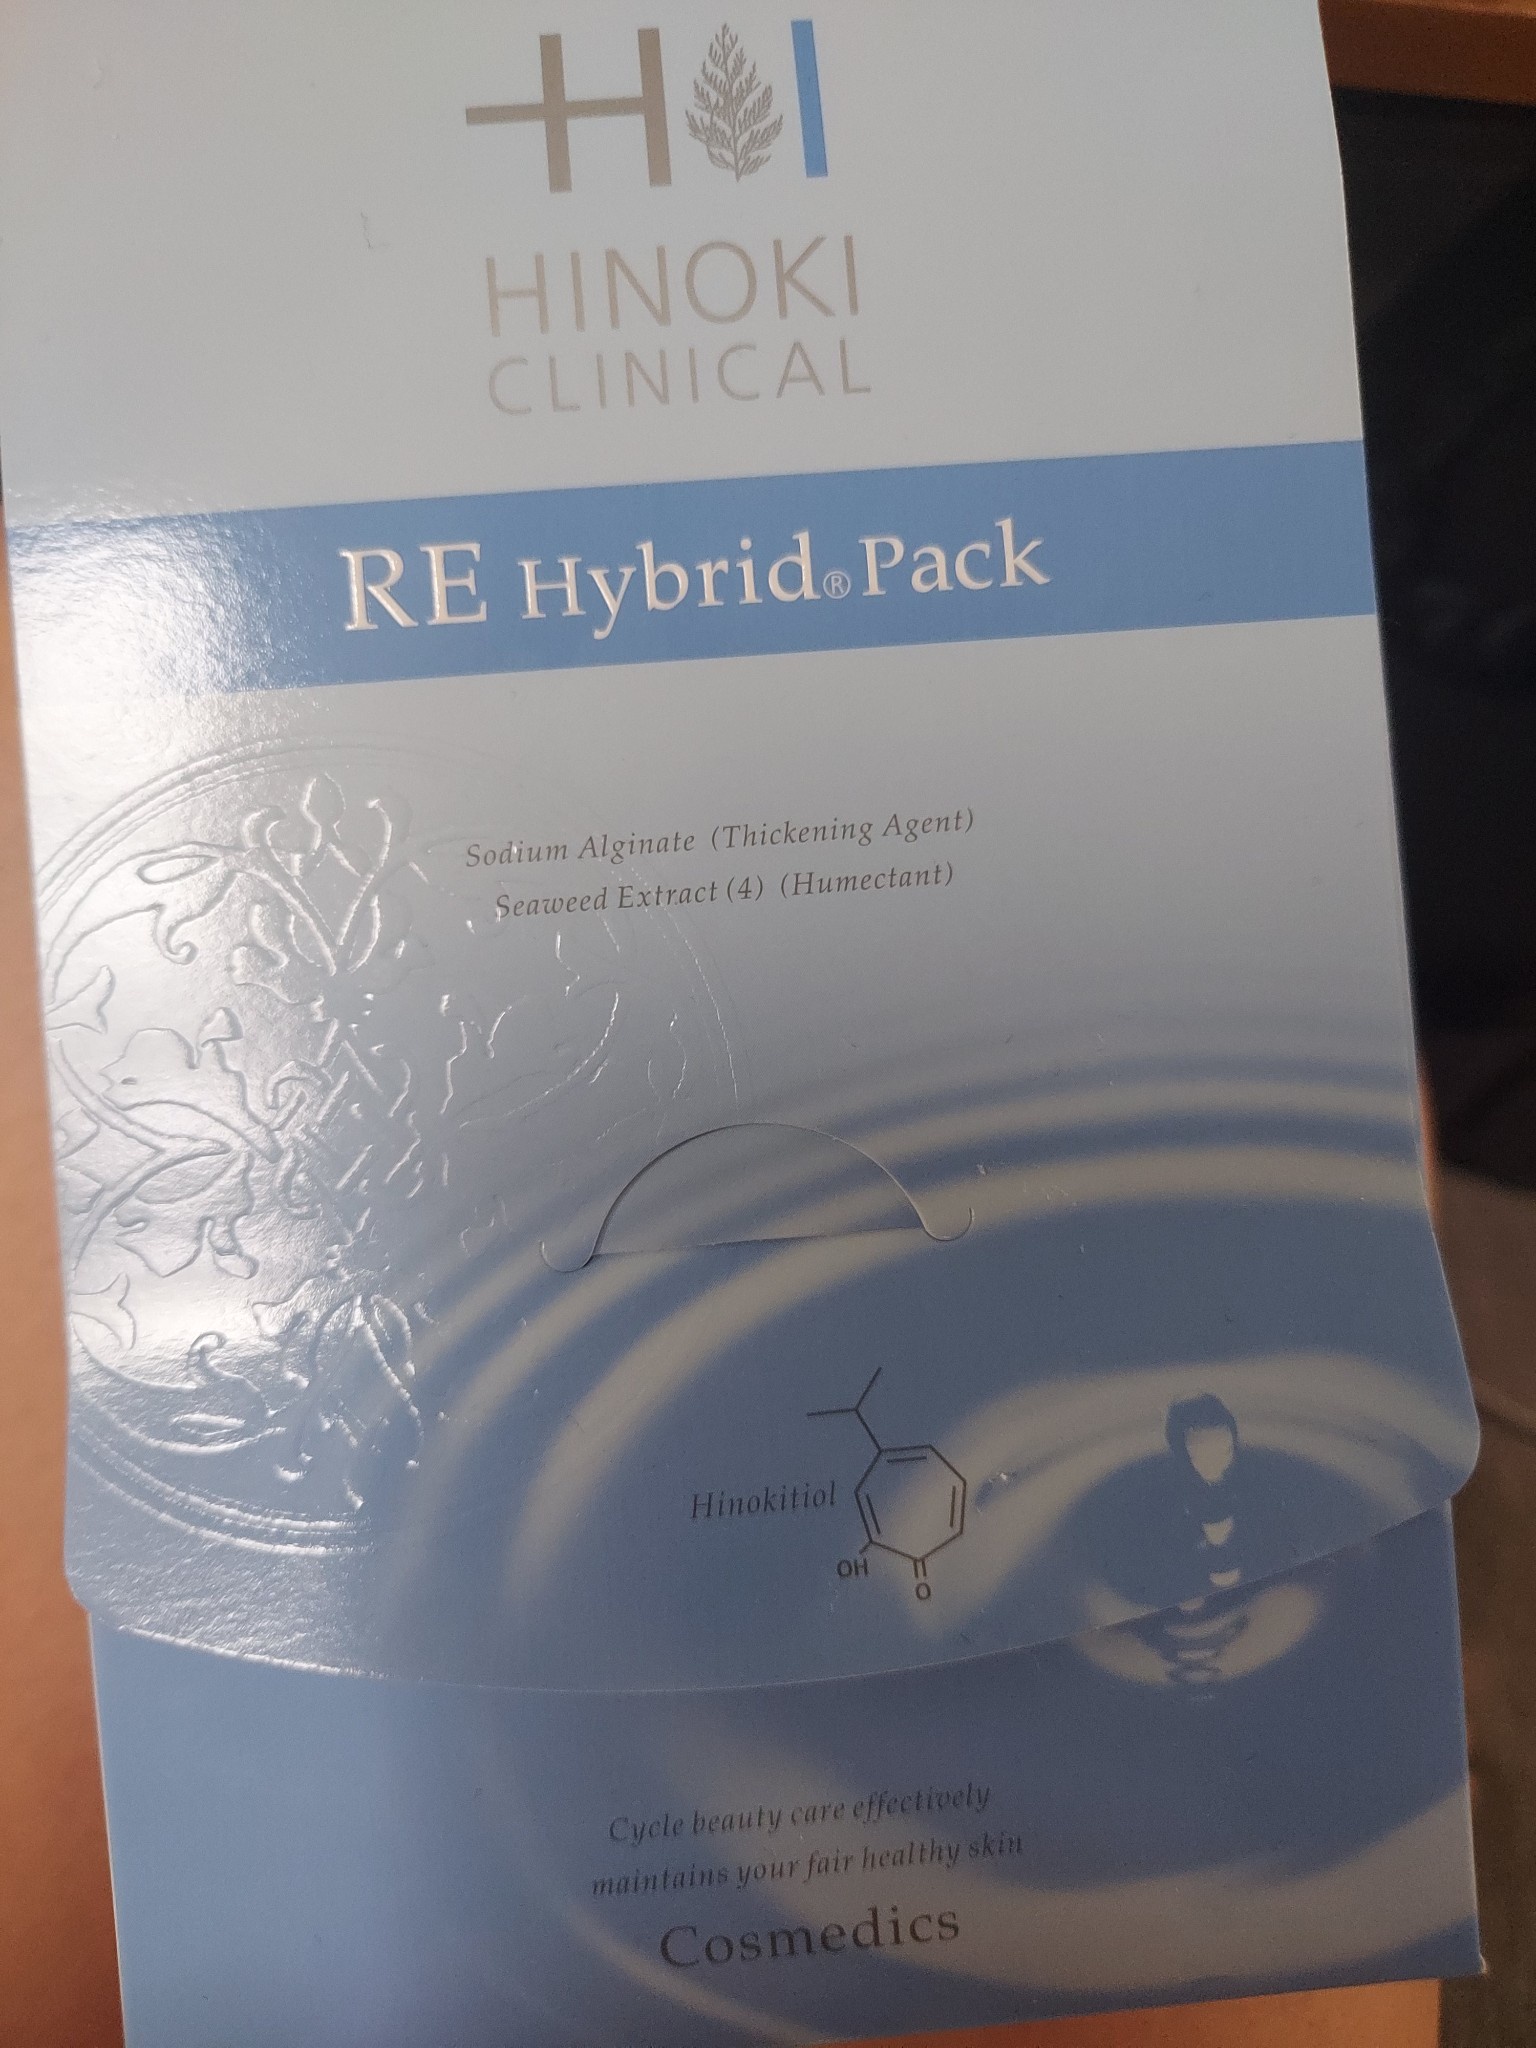 HI
HINOKI
CLINICAL
RE Hybrid® Pack
Sodium Alginate (Thickening Agent)
Seaweed Extract (4) (Humectant)
Hinokitiol
OH
O
Cycle beauty care effectively
maintains your fair healthy skin
Cosmedics